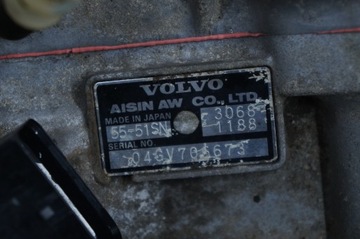 VOLVO
AISIN AW CO., LTD
MADE IN JAPAN 3068
55-51SN 1188
SERIAL NO.